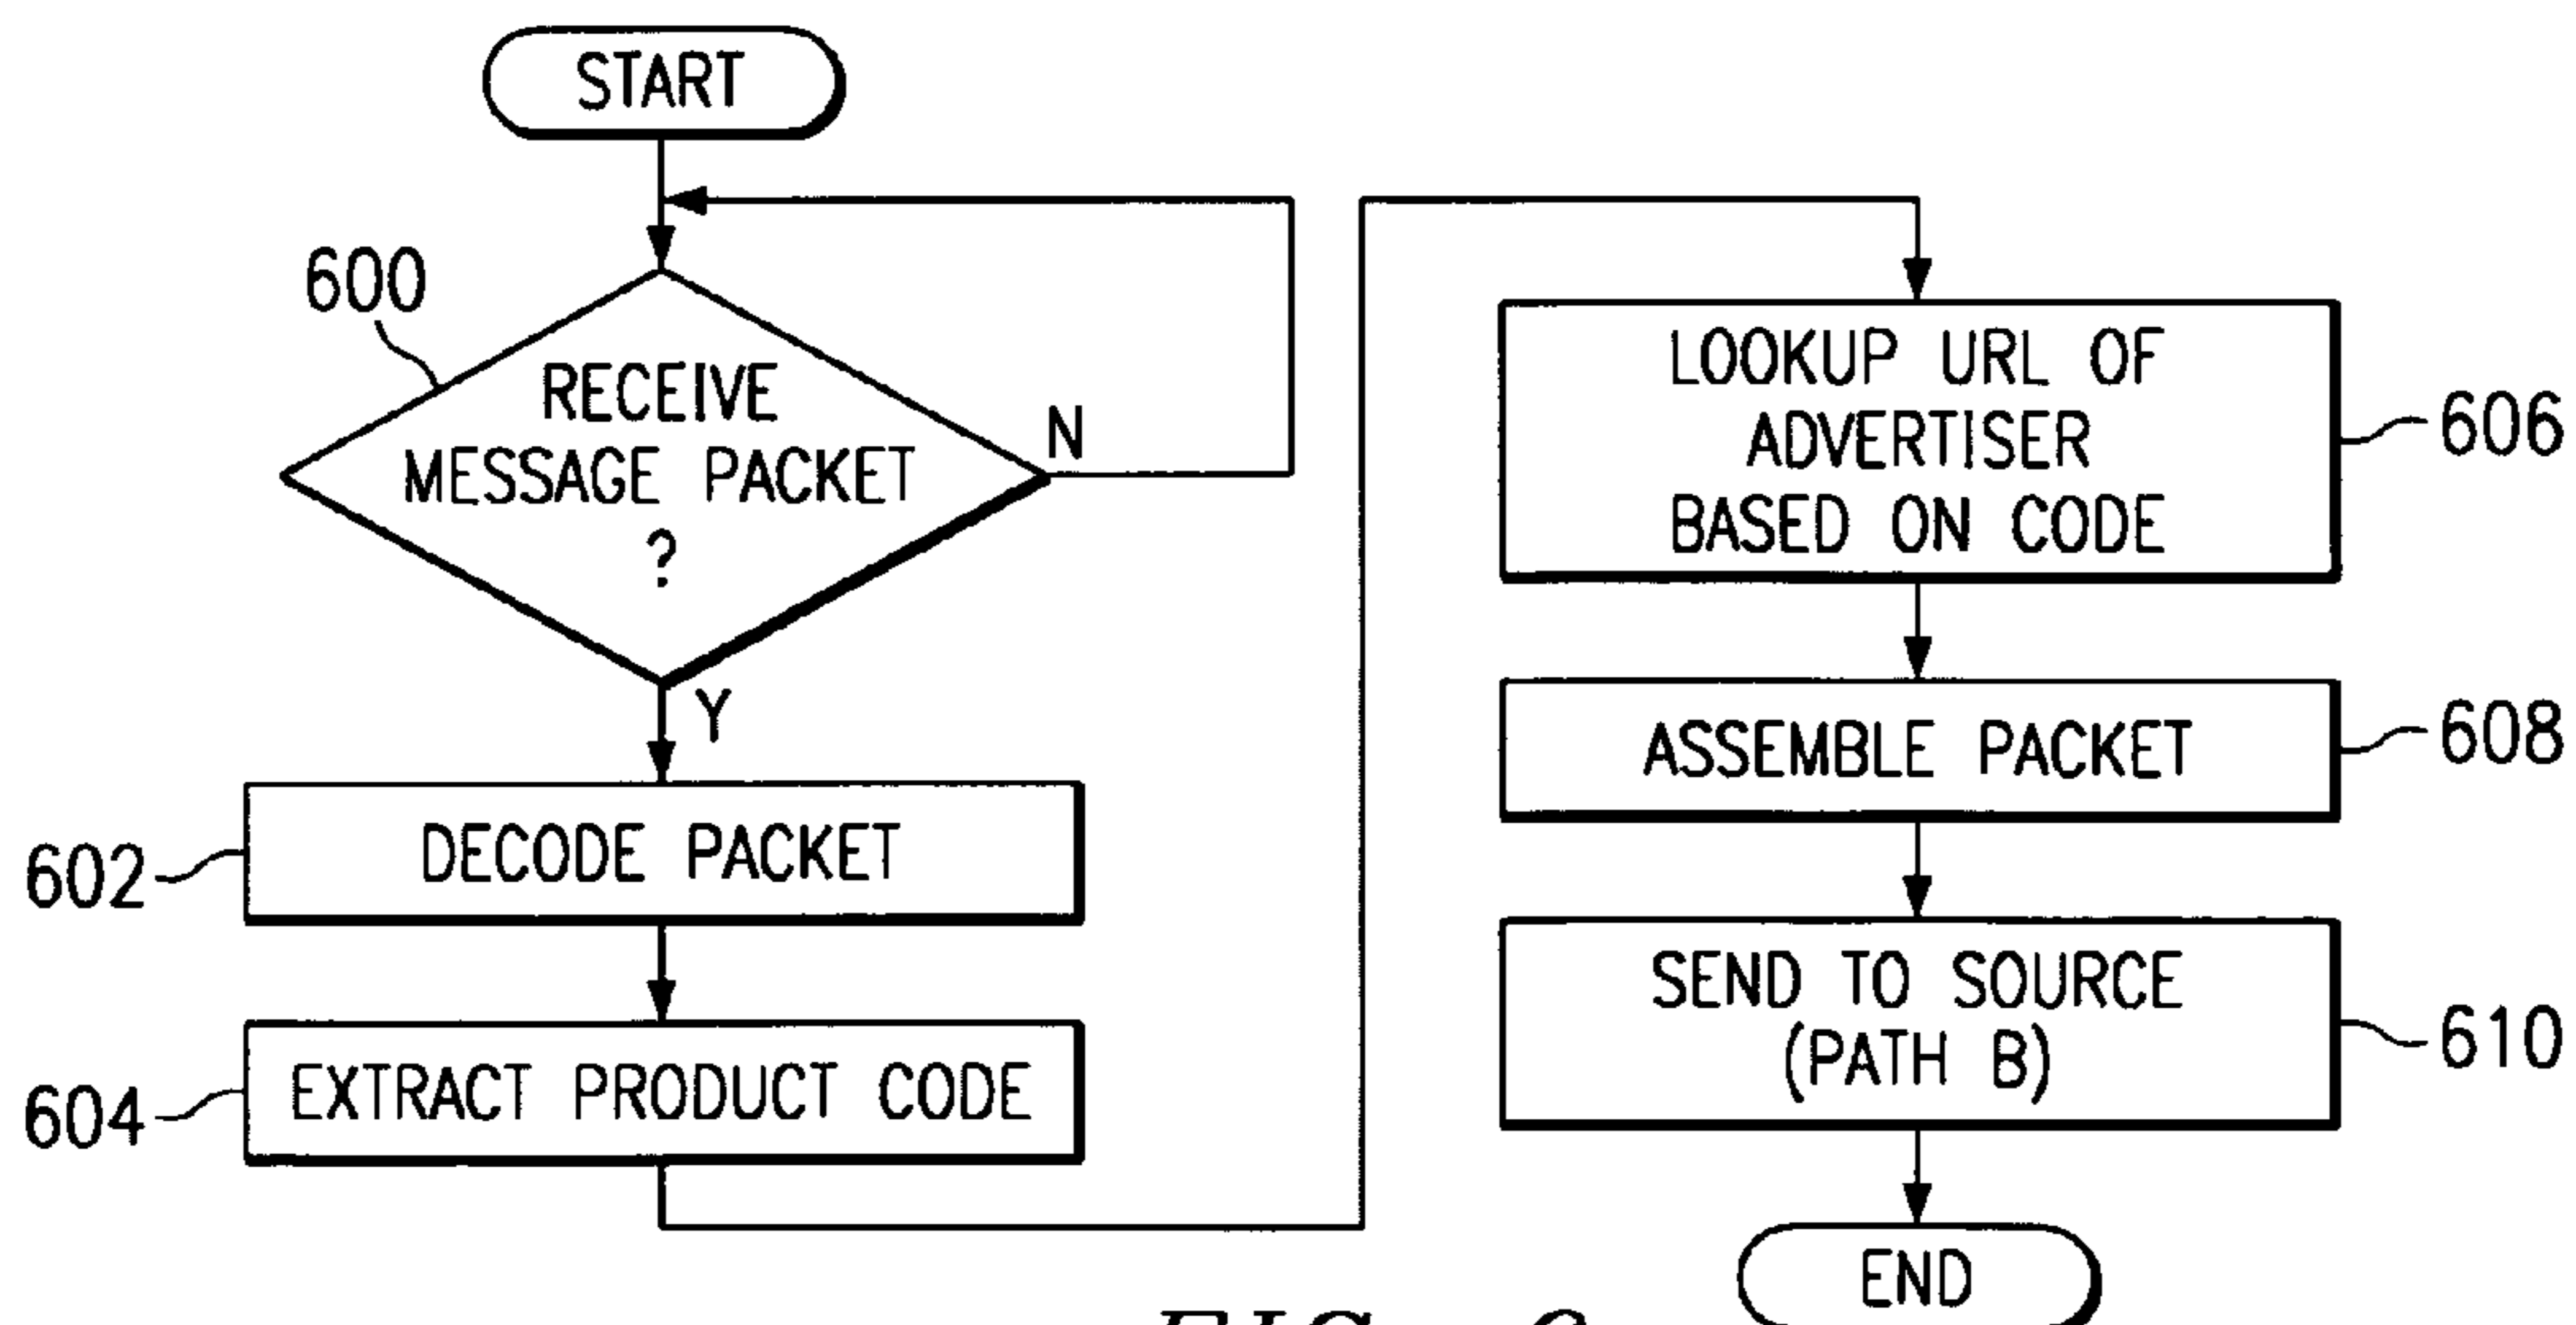 START
600
RECEIVE
MESSAGE PACKET
?
N
Y
602
DECODE PACKET
604
EXTRACT PRODUCT CODE
LOOKUP URL OF
ADVERTISER
BASED ON CODE
606
ASSEMBLE PACKET
608
SEND TO SOURCE
(PATH B)
610
END